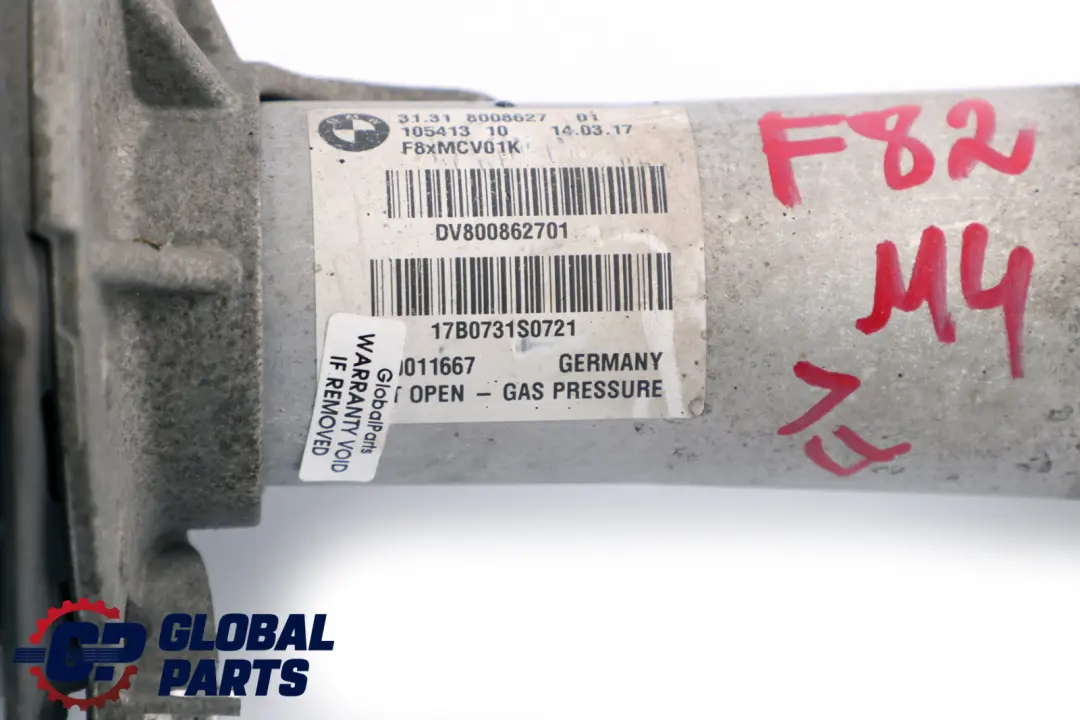 31.31 8008627 01
105413 10 14.03.17
F8xMCV01K
DV800862701
17B0731S0721
0011667 GERMANY
T OPEN – GAS PRESSURE
GlobalParts
WARRANTY VOID
IF REMOVED
F82
M4
GP GLOBAL
PARTS